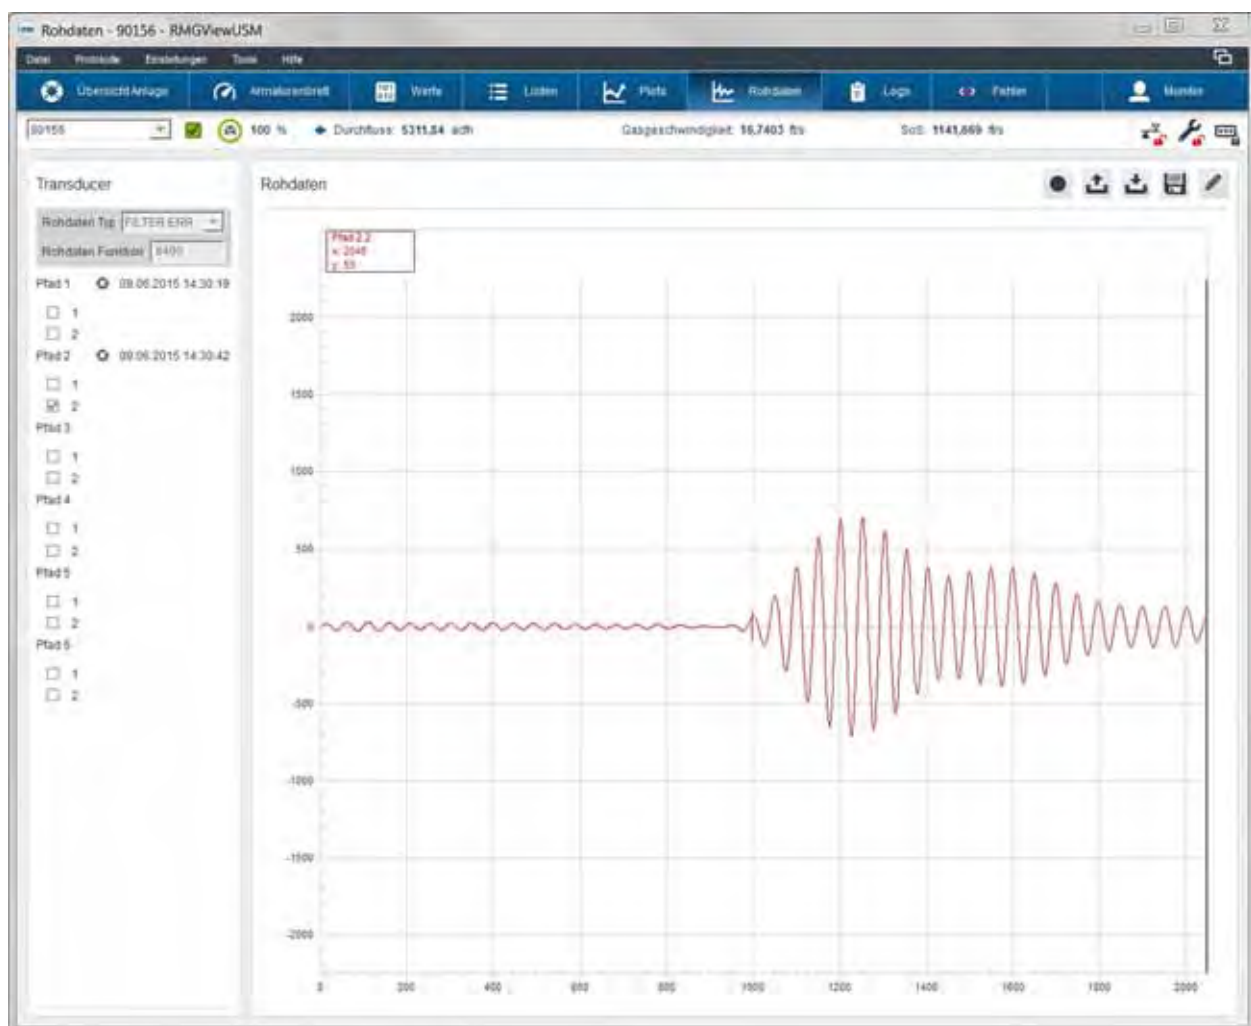 Rohdaten - 90156 - RMGViewUSM
Datei Protokolle Einstellungen Tools Hilfe
Übersicht Anlage Armaturenbrett Werte Listen Plots Rohdaten Logs Fehler
90156 100 % Durchfluss: 5311,84 acfh Gasgeschwindigkeit: 16,7403 ft/s SoS: 1141,669 ft/s
Transducer
Rohdaten
Rohdaten Typ FILTER ERR
Rohdaten Funktion
Pfad 2.2
x: 2048
Pfad 1 09.06.2015 14:30:19
1
2
Pfad 2 09.06.2015 14:30:42
1
2
Pfad 3
1
2
Pfad 4
1
2
Pfad 5
1
2
Pfad 6
1
2
2000
1500
1000
500
0
-500
-1000
-1500
-2000
0 200 400 600 800 1000 1200 1400 1600 1800 2000